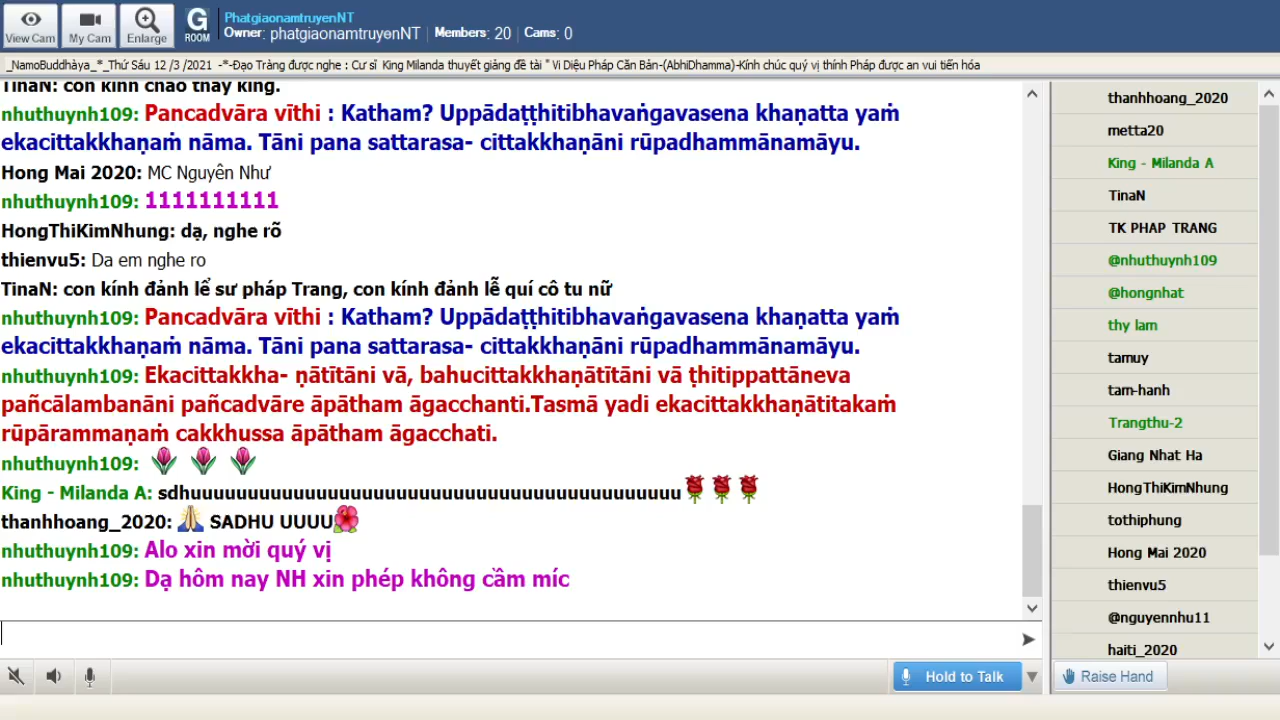 View Cam
My Cam
Enlarge
G
ROOM
PhatgiaonamtruyenNT
Owner: phatgiaonamtruyenNT | Members: 20 | Cams: 0
_NamoBuddhàya_*_Thứ Sáu 12 /3 /2021 -*-Đạo Tràng được nghe : Cư sĩ King Milanda thuyết giảng đề tài " Vi Diệu Pháp Căn Bản-(AbhiDhamma)-Kính chúc quý vị thính Pháp được an vui tiến hóa
TinaN: con kính chào thầy king.
nhuthuynh109: Pancadvāra vīthi : Katham? Uppādaṭṭhitibhavaṅgavasena khaṇatta yaṁ
ekacittakkhaṇaṁ nāma. Tāni pana sattarasa- cittakkhaṇāni rūpadhammānamāyu.
Hong Mai 2020: MC Nguyên Như
nhuthuynh109: 1111111111
HongThiKimNhung: dạ, nghe rõ
thienvu5: Da em nghe ro
TinaN: con kính đảnh lể sư pháp Trang, con kính đảnh lễ quí cô tu nữ
nhuthuynh109: Pancadvāra vīthi : Katham? Uppādaṭṭhitibhavaṅgavasena khaṇatta yaṁ
ekacittakkhaṇaṁ nāma. Tāni pana sattarasa- cittakkhaṇāni rūpadhammānamāyu.
nhuthuynh109: Ekacittakkha- ṇātītāni vā, bahucittakkhaṇātītāni vā ṭhitippattāneva
pañcālambanāni pañcadvāre āpātham āgacchanti.Tasmā yadi ekacittakkhaṇātitakaṁ
rūpārammaṇaṁ cakkhussa āpātham āgacchati.
nhuthuynh109:
King - Milanda A: sdhuuuuuuuuuuuuuuuuuuuuuuuuuuuuuuuuuuuuuuuuuuu
thanhhoang_2020: SADHU UUUU
nhuthuynh109: Alo xin mời quý vị
nhuthuynh109: Dạ hôm nay NH xin phép không cầm míc
Hold to Talk
thanhhoang_2020
metta20
King - Milanda A
TinaN
TK PHAP TRANG
@nhuthuynh109
@hongnhat
thy lam
tamuy
tam-hanh
Trangthu-2
Giang Nhat Ha
HongThiKimNhung
tothiphung
Hong Mai 2020
thienvu5
@nguyennhu11
haiti_2020
Raise Hand